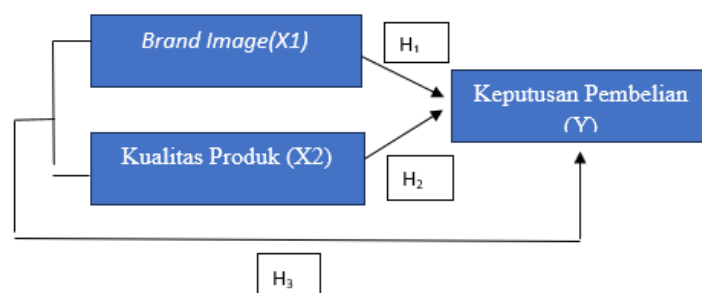 Brand Image(X1)
H₁
Keputusan Pembelian
(Y)
Kualitas Produk (X2)
H₂
H₃